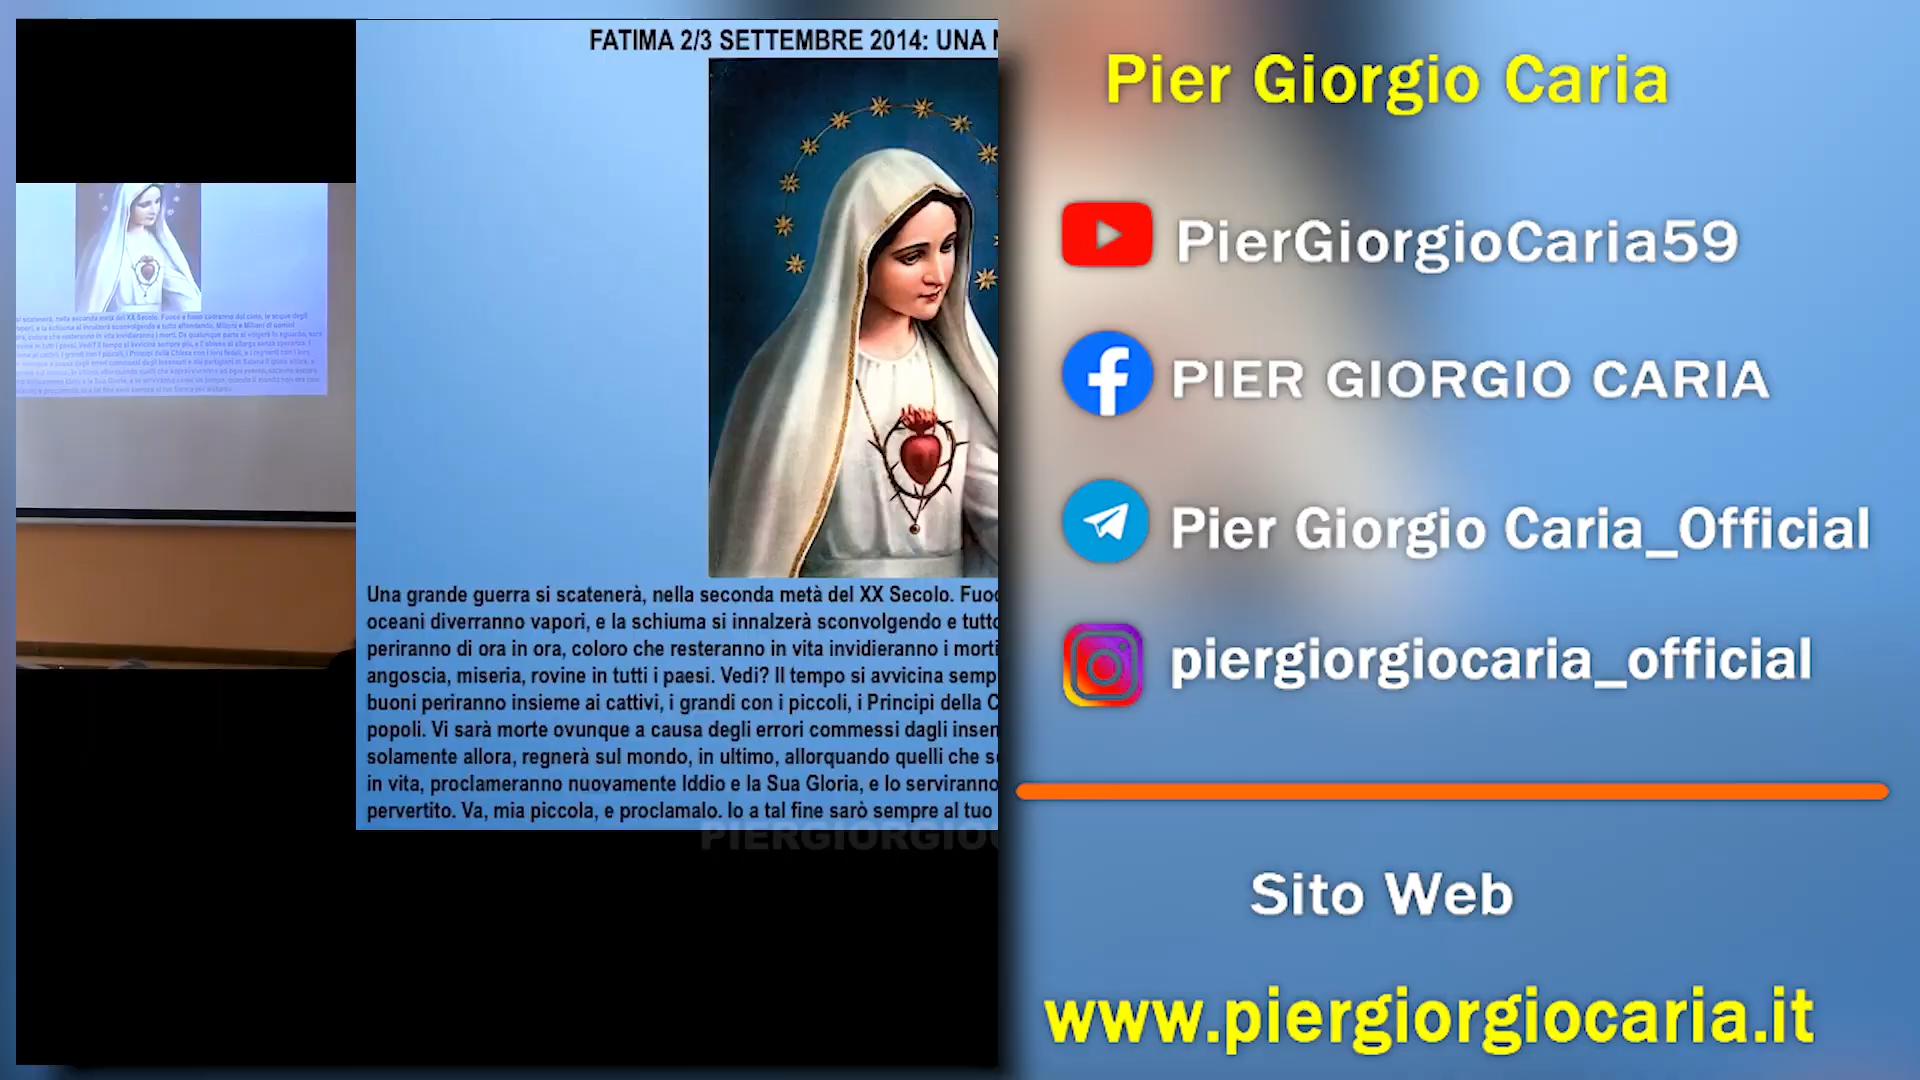 FATIMA 2/3 SETTEMBRE 2014: UNA
Una grande guerra si scatenerà, nella seconda metà del XX Secolo.
oceani diverranno vapori, e la schiuma si innalzerà sconvolgendo e
periranno di ora in ora, coloro che resteranno in vita invidieranno i morti
angoscia, miseria, rovine in tutti i paesi. Vedi? Il tempo si avvicina
buoni periranno insieme ai cattivi, i grandi con i piccoli, i Principi della
popoli. Vi sarà morte ovunque a causa degli errori commessi dagli
solamente allora, regnerà sul mondo, in ultimo, allorquando quelli che
in vita, proclameranno nuovamente Iddio e la Sua Gloria, e lo serviranno
pervertito. Va, mia piccola, e proclamalo. Io a tal fine sarò sempre al tuo
Pier Giorgio Caria
PierGiorgioCaria59
PIER GIORGIO CARIA
Pier Giorgio Caria_Official
piergiorgiocaria_official
Sito Web
www.piergiorgiocaria.it